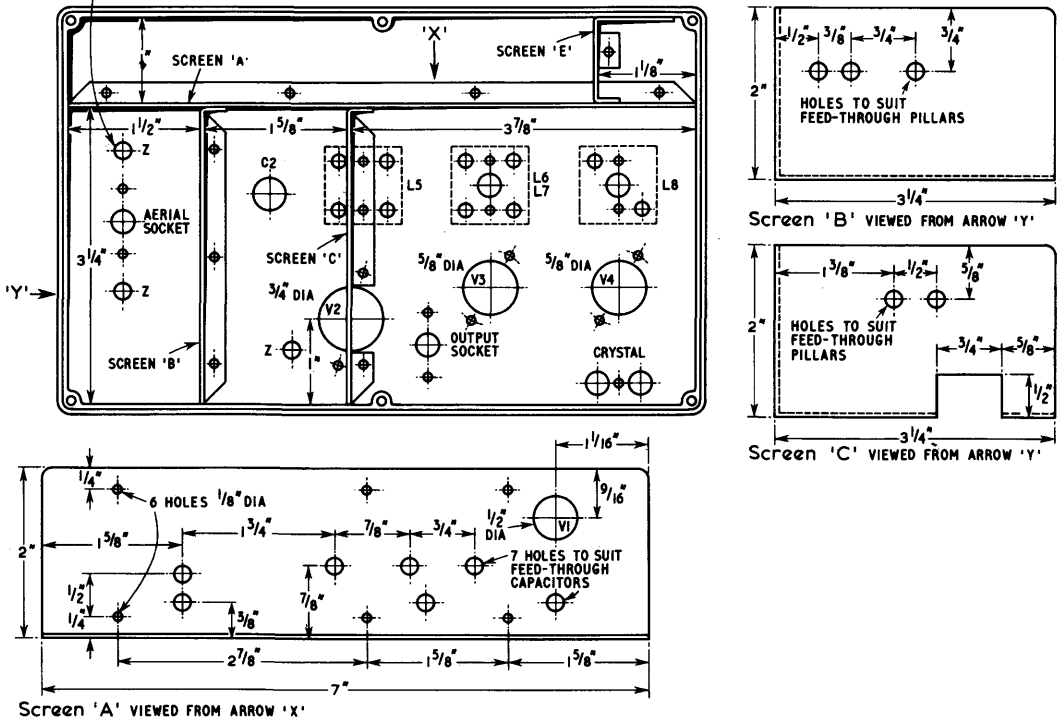 'X'
SCREEN 'E'
SCREEN 'A'
1 1/8"
1 1/2"
1 5/8"
3 7/8"
Z
C2
L5
L6
L7
L8
AERIAL
SOCKET
3 1/4"
SCREEN 'C'
5/8" DIA
V3
5/8" DIA
V4
'Y'
Z
3/4" DIA
V2
OUTPUT
SOCKET
SCREEN 'B'
Z
1"
CRYSTAL
1/2"
3/8"
3/4"
3/4"
2"
HOLES TO SUIT
FEED-THROUGH PILLARS
3 1/4"
Screen 'B' VIEWED FROM ARROW 'Y'
1 3/8"
1/2"
5/8"
2"
HOLES TO SUIT
FEED-THROUGH
PILLARS
3/4"
5/8"
1/2"
3 1/4"
Screen 'C' VIEWED FROM ARROW 'Y'
1 1/16"
1/4"
6 HOLES 1/8" DIA
9/16"
1/2"
DIA
V1
2"
1 5/8"
1 3/4"
7/8"
3/4"
7 HOLES TO SUIT
FEED-THROUGH
CAPACITORS
1/2"
1/4"
3/8"
7/8"
2 7/8"
1 5/8"
1 5/8"
7"
Screen 'A' VIEWED FROM ARROW 'X'